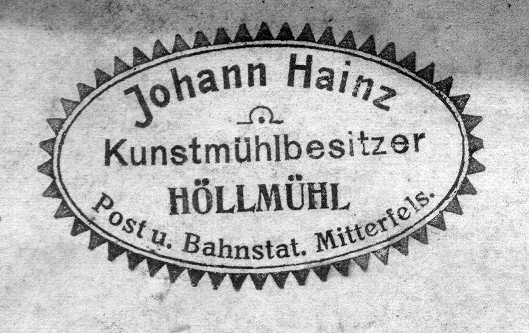 Johann Hainz
Kunstmühlbesitzer
HÖLLMÜHL
Post u. Bahnstat. Mitterfels.